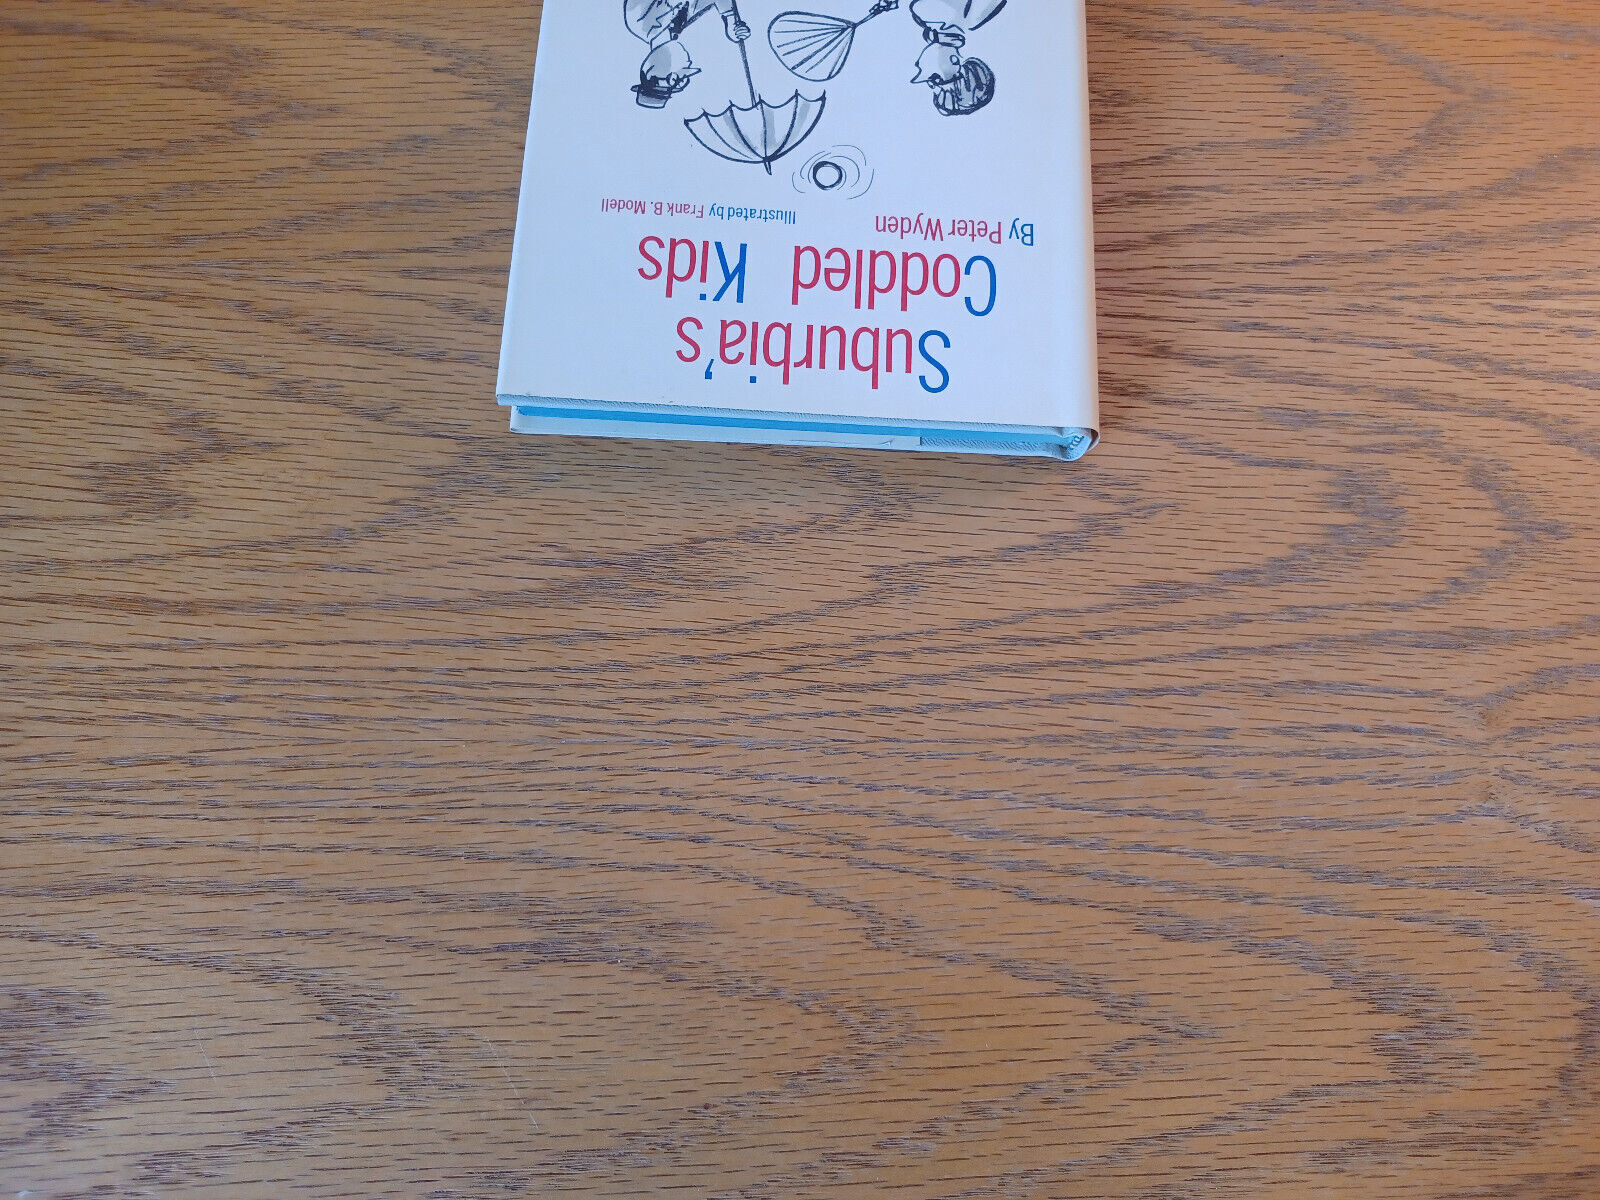 Suburbia's
Coddled Kids
By Peter Wyden
Illustrated by Frank B. Modell